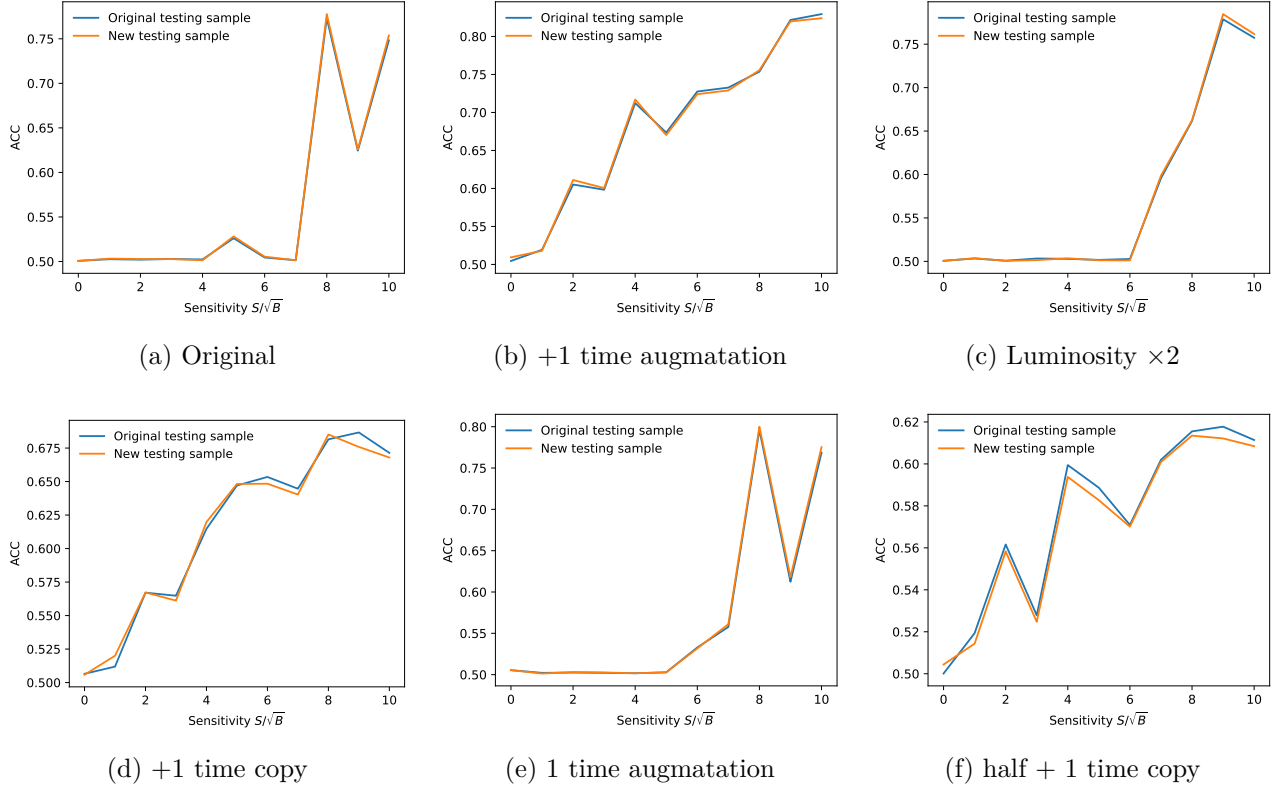 Original testing sample
New testing sample
0.75
0.70
0.65
0.60
0.55
0.50
ACC
0 2 4 6 8 10
Sensitivity S/√B
(a) Original
Original testing sample
New testing sample
0.80
0.75
0.70
0.65
0.60
0.55
0.50
ACC
0 2 4 6 8 10
Sensitivity S/√B
(b) +1 time augmatation
Original testing sample
New testing sample
0.75
0.70
0.65
0.60
0.55
0.50
ACC
0 2 4 6 8 10
Sensitivity S/√B
(c) Luminosity ×2
Original testing sample
New testing sample
0.675
0.650
0.625
0.600
0.575
0.550
0.525
0.500
ACC
0 2 4 6 8 10
Sensitivity S/√B
(d) +1 time copy
Original testing sample
New testing sample
0.80
0.75
0.70
0.65
0.60
0.55
0.50
ACC
0 2 4 6 8 10
Sensitivity S/√B
(e) 1 time augmatation
Original testing sample
New testing sample
0.62
0.60
0.58
0.56
0.54
0.52
0.50
ACC
0 2 4 6 8 10
Sensitivity S/√B
(f) half + 1 time copy